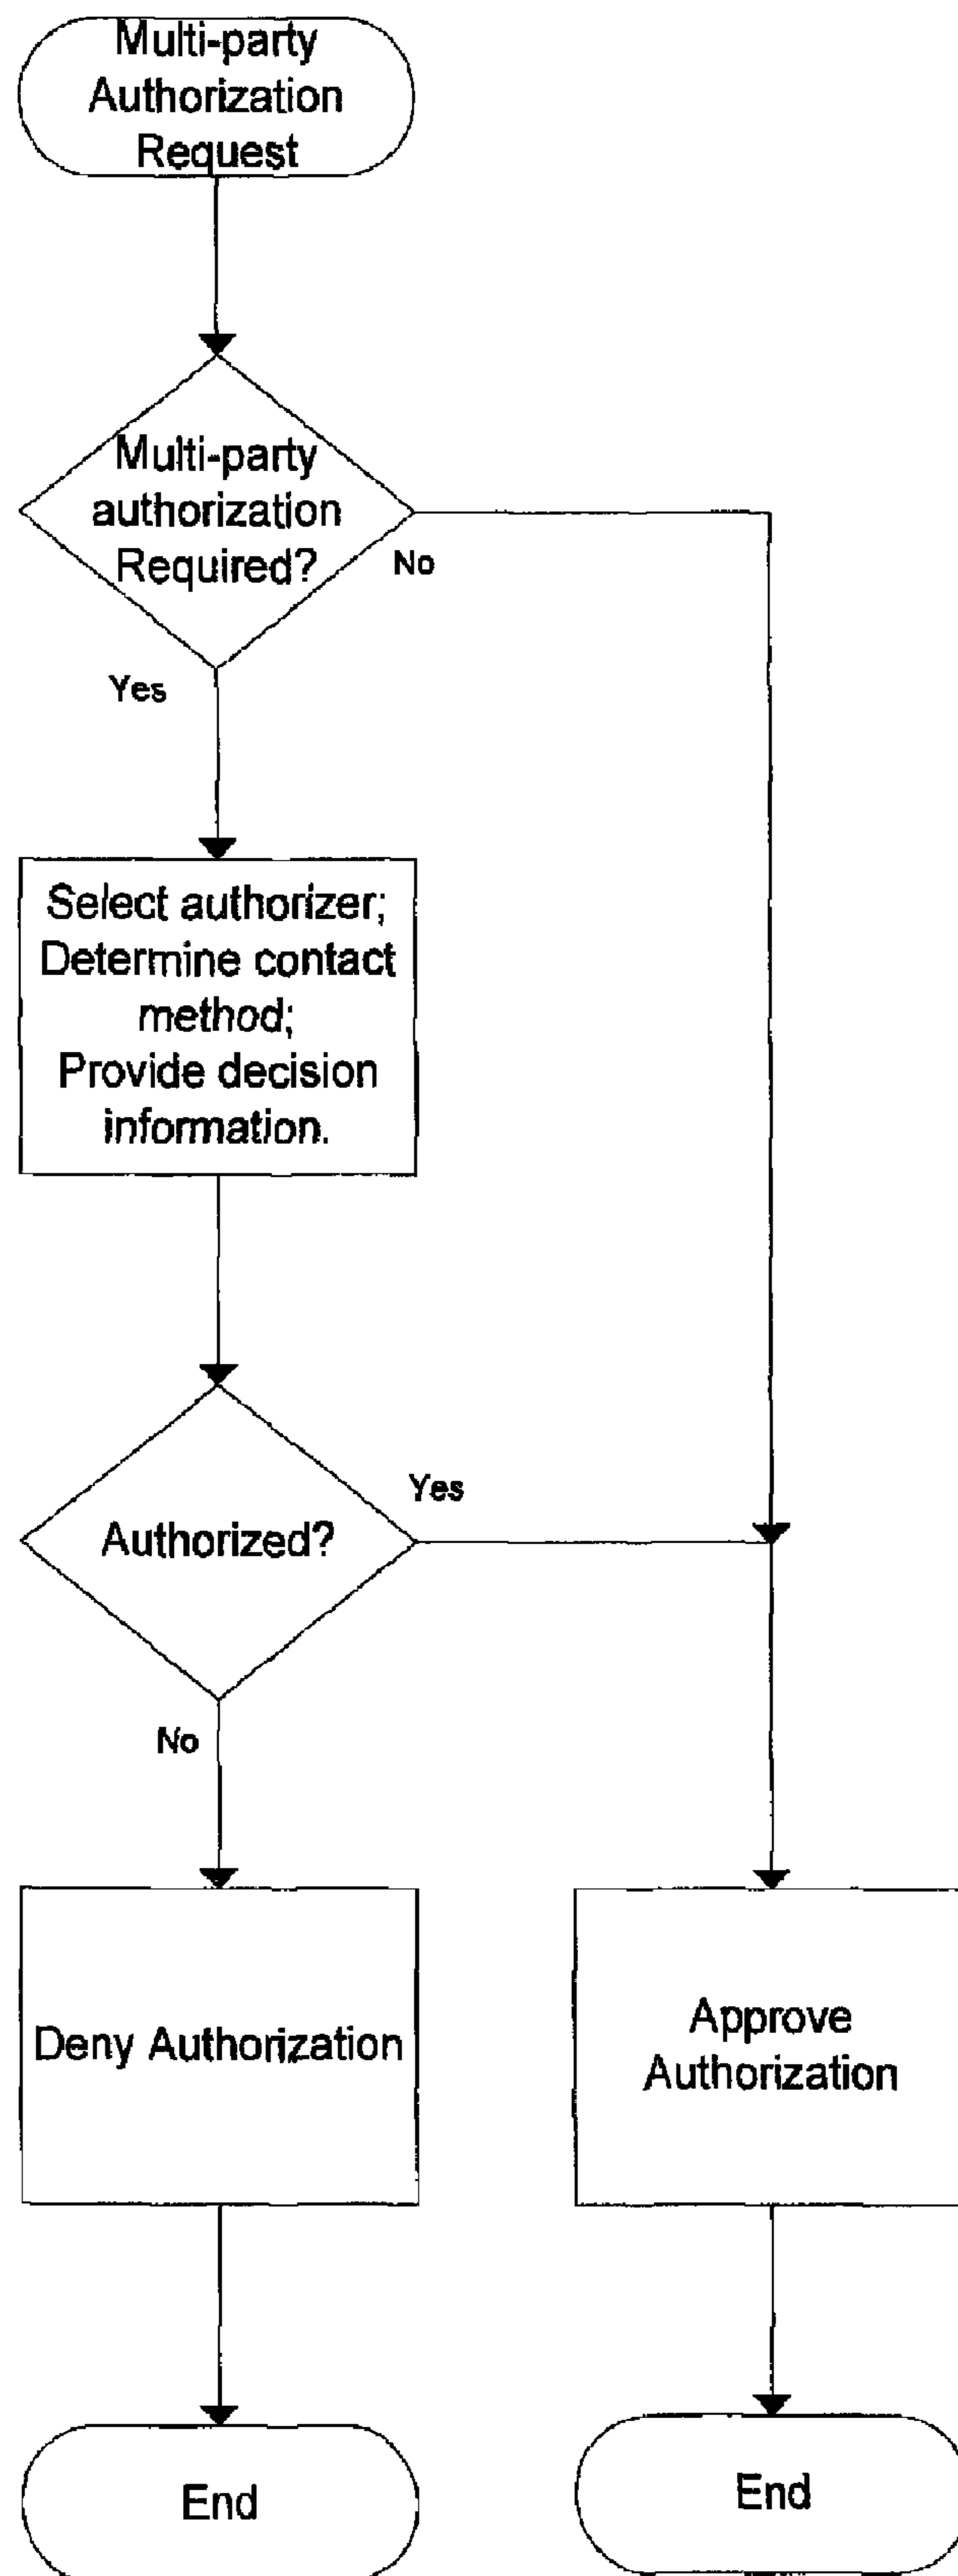 Multi-party
Authorization
Request
Multi-party
authorization
Required?
No
Yes
Select authorizer;
Determine contact
method;
Provide decision
information.
Yes
Authorized?
No
Deny Authorization
Approve
Authorization
End
End